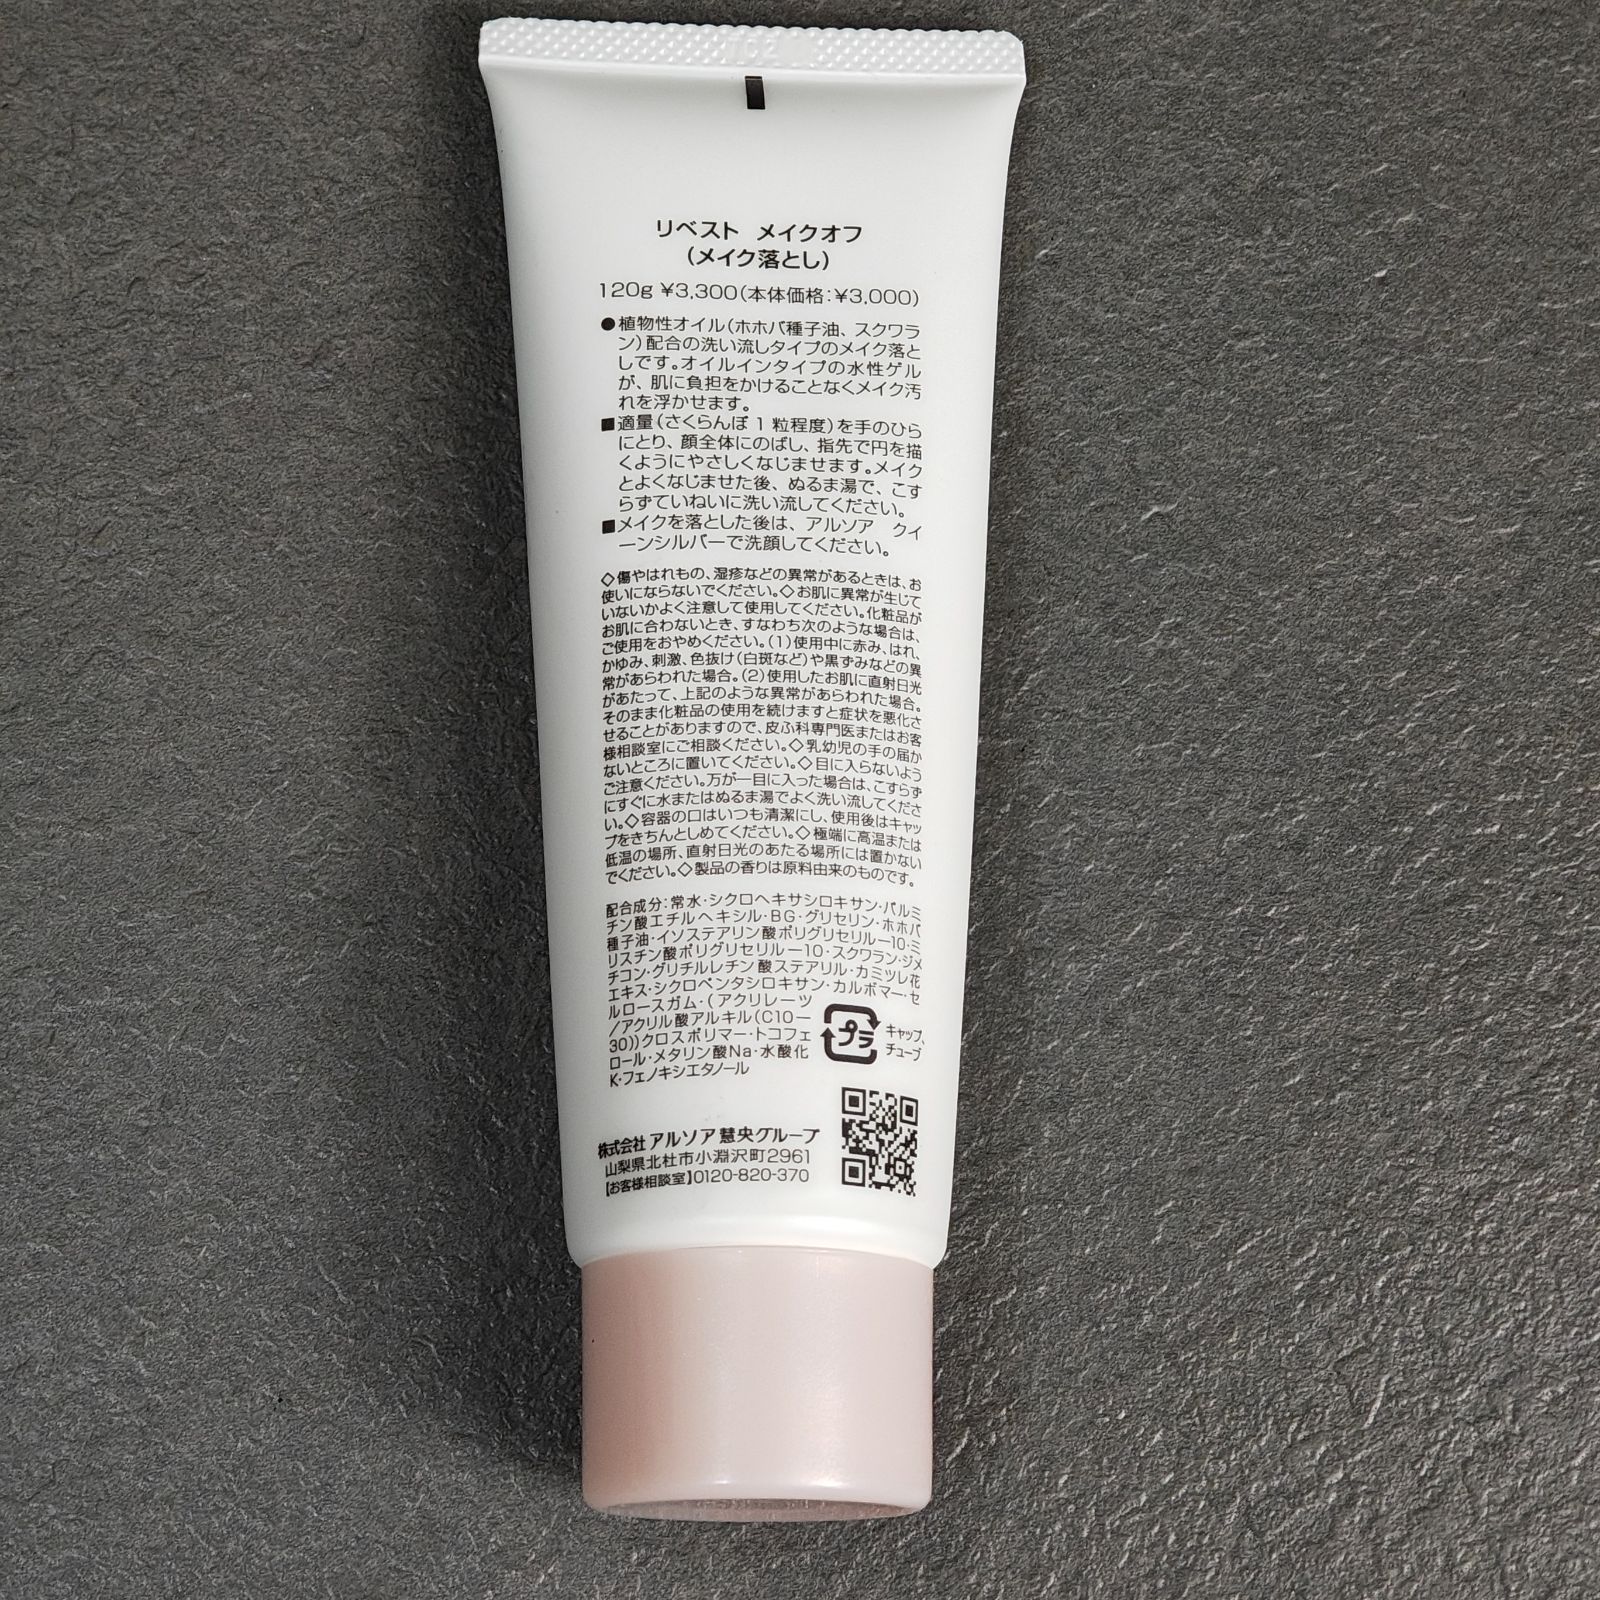 TC2
リベスト メイクオフ
(メイク落とし)
120g ¥3,300(本体価格:¥3,000)
●植物性オイル(ホホバ種子油、スクワラ
ン)配合の洗い流しタイプのメイク落と
しです。オイルインタイプの水性ゲル
が、肌に負担をかけることなくメイク汚
れを浮かせます。
■適量(さくらんぼ1粒程度)を手のひら
にとり、顔全体にのばし、指先で円を描
くようにやさしくなじませます。メイク
とよくなじませた後、ぬるま湯で、こす
らずていねいに洗い流してください。
■メイクを落とした後は、アルソア クイ
ーンシルバーで洗顔してください。
◇傷やはれもの、湿疹などの異常があるときは、お
使いにならないでください。◇お肌に異常が生じて
いないかよく注意して使用してください。化粧品が
お肌に合わないとき、すなわち次のような場合は、
ご使用をおやめください。(1)使用中に赤み、はれ、
かゆみ、刺激、色抜け(白斑など)や黒ずみなどの異
常があらわれた場合。(2)使用したお肌に直射日光
があたって、上記のような異常があらわれた場合。
そのまま化粧品の使用を続けますと症状を悪化さ
せることがありますので、皮ふ科専門医またはお客
様相談室にご相談ください。◇乳幼児の手の届か
ないところに置いてください。◇目に入らないよう
ご注意ください。万が一目に入った場合は、こすらず
にすぐに水またはぬるま湯でよく洗い流してくださ
い。◇容器の口はいつも清潔にし、使用後はキャッ
プをきちんとしめてください。◇極端に高温または
低温の場所、直射日光のあたる場所には置かない
でください。◇製品の香りは原料由来のものです。
配合成分:常水・シクロヘキサシロキサン・パルミ
チン酸エチルヘキシル・BG・グリセリン・ホホバ
種子油・イソステアリン酸ポリグリセリルー10・ミ
リスチン酸ポリグリセリルー10・スクワラン・ジメ
チコン・グリチルレチン酸ステアリル・カミツレ花
エキス・シクロペンタシロキサン・カルボマー・セ
ルロースガム・(アクリレーツ
/アクリル酸アルキル(C10ー
30))クロスポリマー・トコフェ
ロール・メタリン酸Na・水酸化
K・フェノキシエタノール
プラ
キャップ、
チューブ
株式会社 アルソア慧央グループ
山梨県北杜市小淵沢町2961
【お客様相談室】0120-820-370